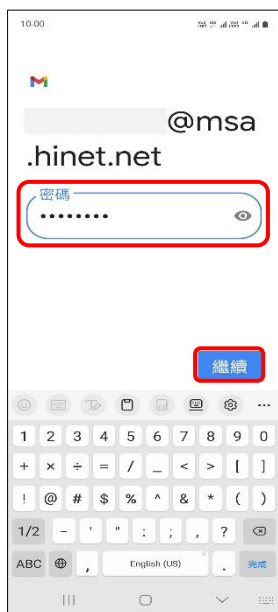 10:00
@msa
.hinet.net
密碼
••••••••
繼續
1 2 3 4 5 6 7 8 9 0
+ × ÷ = / _ < > [ ]
! @ # $ % ^ & * ( )
1/2 - ' " : ; , ?
ABC , English (US) . 完成